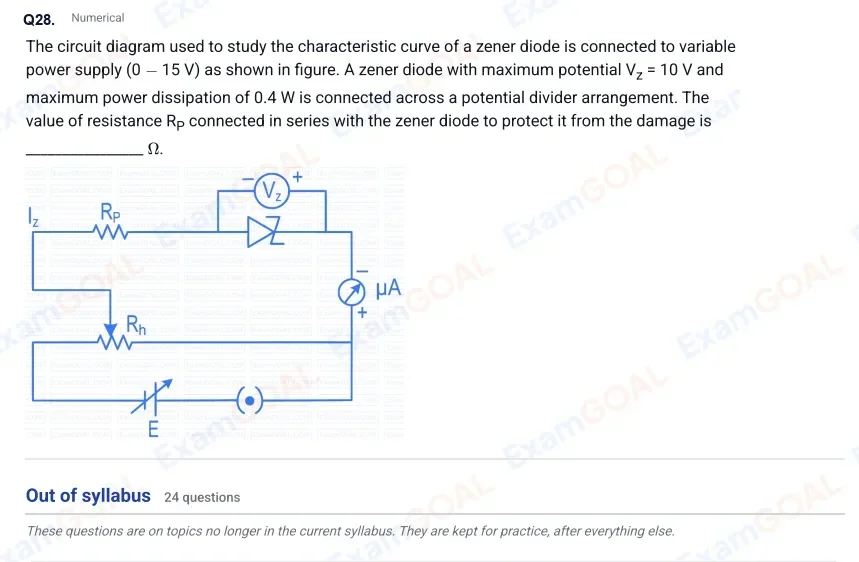 Q28. Numerical
The circuit diagram used to study the characteristic curve of a zener diode is connected to variable
power supply (0 – 15 V) as shown in figure. A zener diode with maximum potential V_z = 10 V and
maximum power dissipation of 0.4 W is connected across a potential divider arrangement. The
value of resistance R_P connected in series with the zener diode to protect it from the damage is
________________ Ω.
− V_z +
I_z R_P
− μA +
R_h
E
Out of syllabus 24 questions
These questions are on topics no longer in the current syllabus. They are kept for practice, after everything else.
ExamGOAL